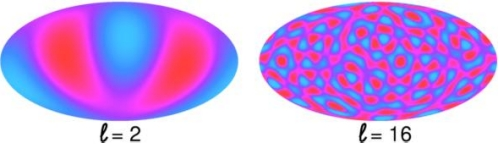 ℓ = 2
ℓ = 16